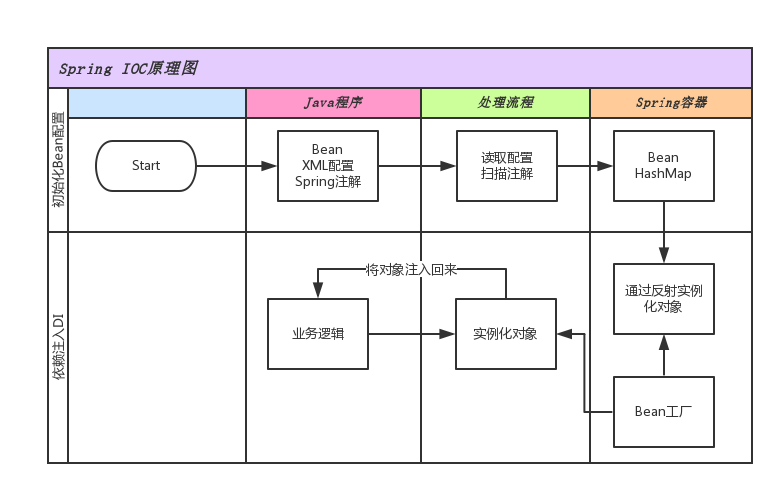 Spring IOC原理图
Java程序
处理流程
Spring容器
初始化Bean配置
Start
Bean
XML配置
Spring注解
读取配置
扫描注解
Bean
HashMap
依赖注入DI
将对象注入回来
业务逻辑
实例化对象
通过反射实例
化对象
Bean工厂